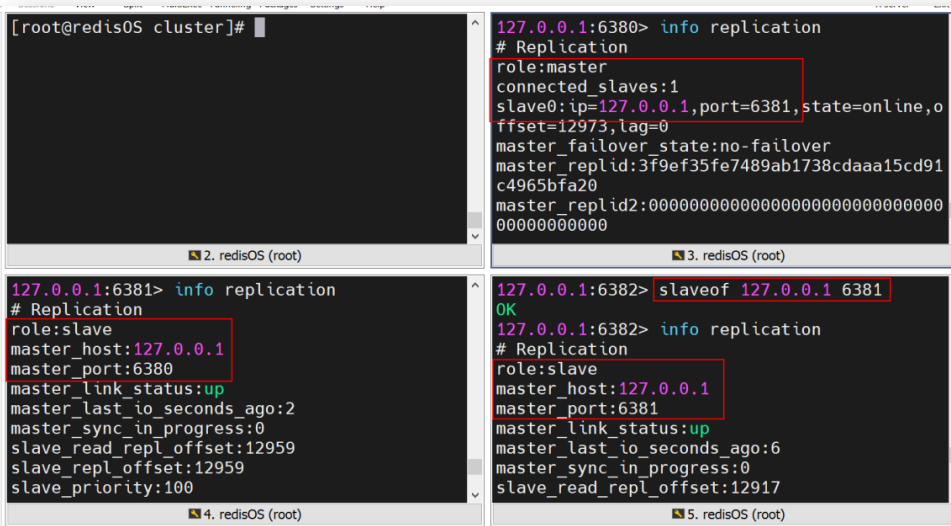 [root@redisOS cluster]#
2. redisOS (root)
127.0.0.1:6380> info replication
# Replication
role:master
connected_slaves:1
slave0:ip=127.0.0.1,port=6381,state=online,o
ffset=12973,lag=0
master_failover_state:no-failover
master_replid:3f9ef35fe7489ab1738cdaaa15cd91
c4965bfa20
master_replid2:00000000000000000000000000000
00000000000
3. redisOS (root)
127.0.0.1:6381> info replication
# Replication
role:slave
master_host:127.0.0.1
master_port:6380
master_link_status:up
master_last_io_seconds_ago:2
master_sync_in_progress:0
slave_read_repl_offset:12959
slave_repl_offset:12959
slave_priority:100
4. redisOS (root)
127.0.0.1:6382> slaveof 127.0.0.1 6381
OK
127.0.0.1:6382> info replication
# Replication
role:slave
master_host:127.0.0.1
master_port:6381
master_link_status:up
master_last_io_seconds_ago:6
master_sync_in_progress:0
slave_read_repl_offset:12917
5. redisOS (root)